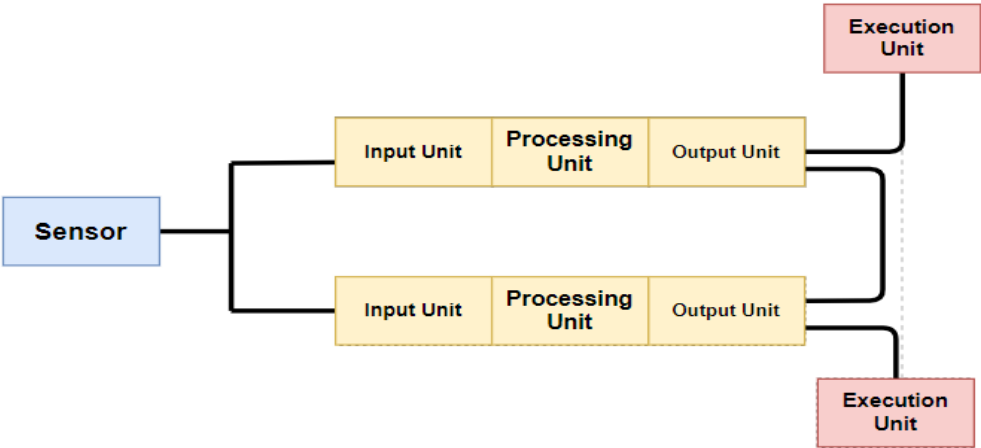 Execution
Unit
Input Unit
Processing
Unit
Output Unit
Sensor
Input Unit
Processing
Unit
Output Unit
Execution
Unit